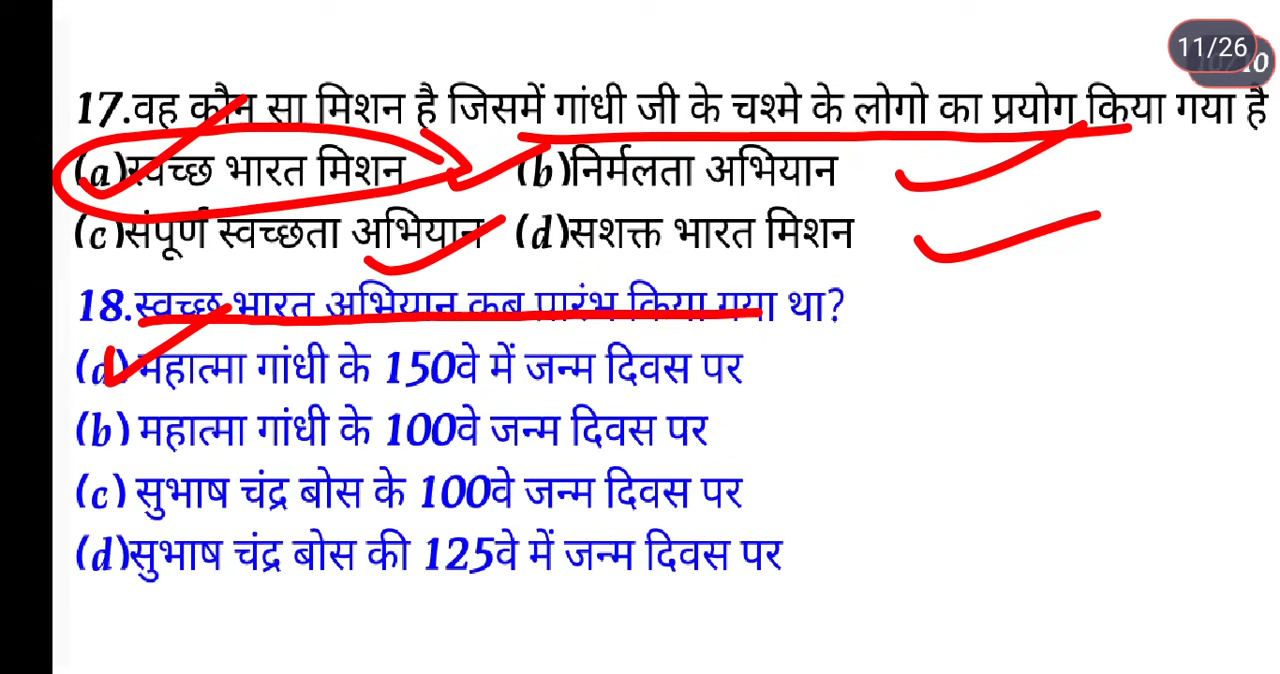 11/26
17.वह कौन सा मिशन है जिसमें गांधी जी के चश्मे के लोगो का प्रयोग किया गया है
(a)स्वच्छ भारत मिशन (b)निर्मलता अभियान
(c)संपूर्ण स्वच्छता अभियान (d)सशक्त भारत मिशन
18.स्वच्छ भारत अभियान कब प्रारंभ किया गया था?
(a) महात्मा गांधी के 150वे में जन्म दिवस पर
(b) महात्मा गांधी के 100वे जन्म दिवस पर
(c) सुभाष चंद्र बोस के 100वे जन्म दिवस पर
(d)सुभाष चंद्र बोस की 125वे में जन्म दिवस पर